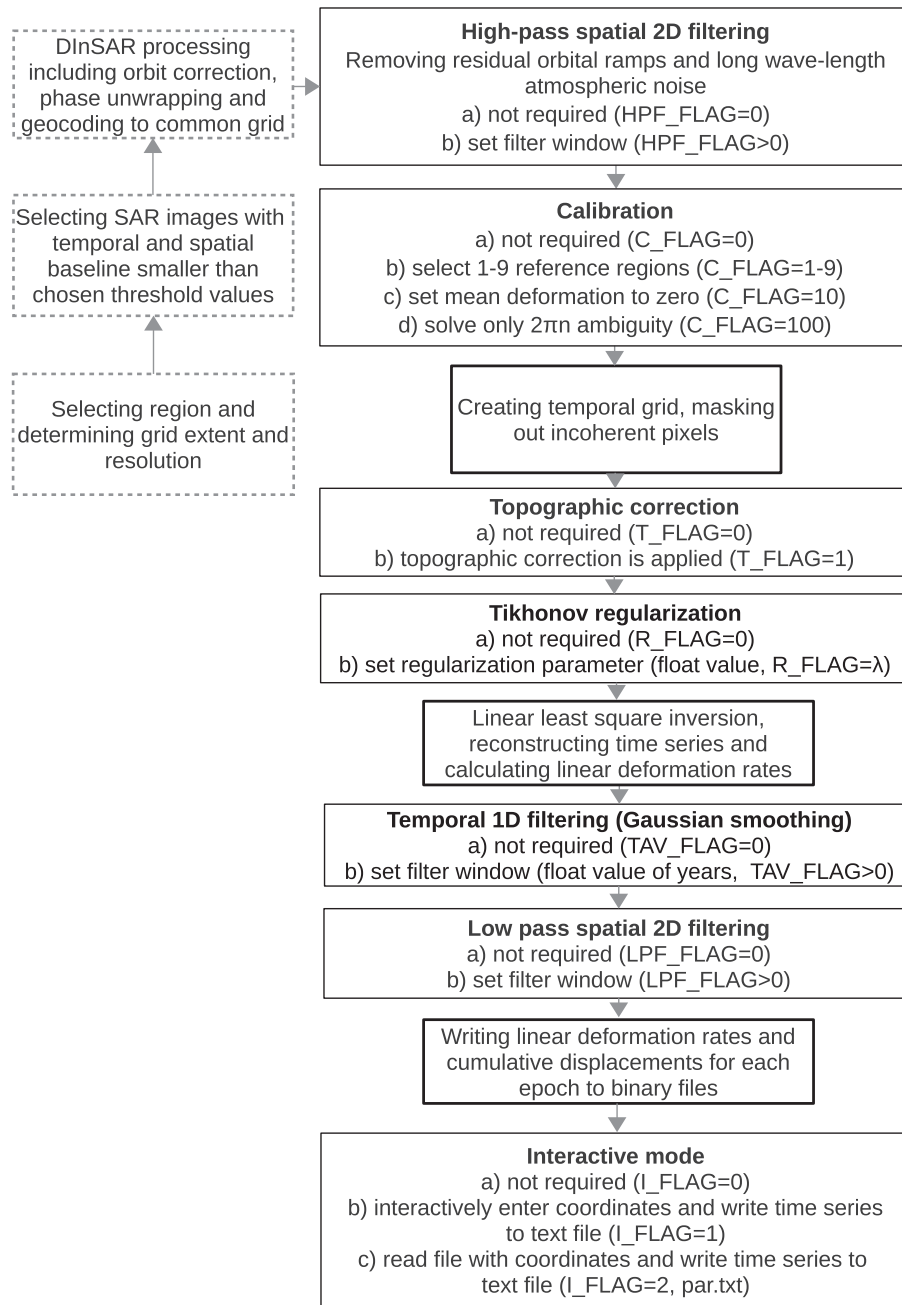 DInSAR processing
including orbit correction,
phase unwrapping and
geocoding to common grid
Selecting SAR images with
temporal and spatial
baseline smaller than
chosen threshold values
Selecting region and
determining grid extent and
resolution
High-pass spatial 2D filtering
Removing residual orbital ramps and long wave-length
atmospheric noise
a) not required (HPF_FLAG=0)
b) set filter window (HPF_FLAG>0)
Calibration
a) not required (C_FLAG=0)
b) select 1-9 reference regions (C_FLAG=1-9)
c) set mean deformation to zero (C_FLAG=10)
d) solve only 2πn ambiguity (C_FLAG=100)
Creating temporal grid, masking
out incoherent pixels
Topographic correction
a) not required (T_FLAG=0)
b) topographic correction is applied (T_FLAG=1)
Tikhonov regularization
a) not required (R_FLAG=0)
b) set regularization parameter (float value, R_FLAG=λ)
Linear least square inversion,
reconstructing time series and
calculating linear deformation rates
Temporal 1D filtering (Gaussian smoothing)
a) not required (TAV_FLAG=0)
b) set filter window (float value of years, TAV_FLAG>0)
Low pass spatial 2D filtering
a) not required (LPF_FLAG=0)
b) set filter window (LPF_FLAG>0)
Writing linear deformation rates and
cumulative displacements for each
epoch to binary files
Interactive mode
a) not required (I_FLAG=0)
b) interactively enter coordinates and write time series
to text file (I_FLAG=1)
c) read file with coordinates and write time series to
text file (I_FLAG=2, par.txt)